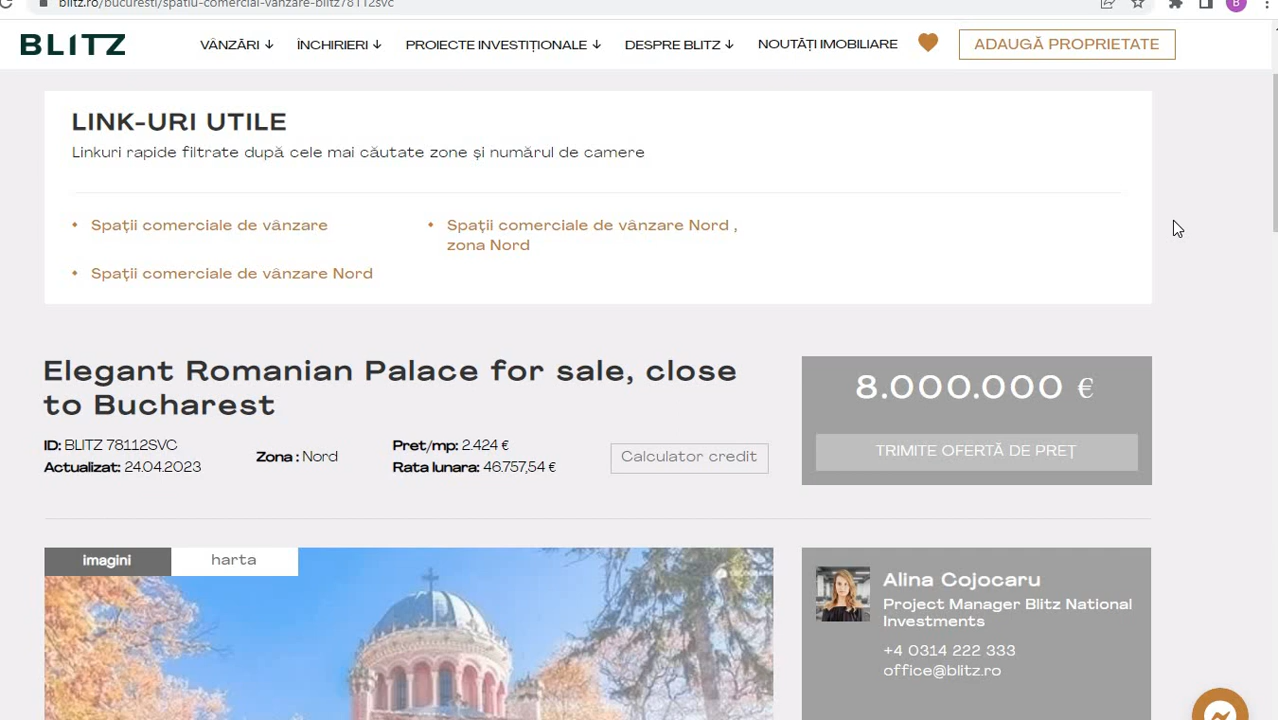 blitz.ro/bucuresti/spatiu-comercial-vanzare-blitz78112svc
B
BLITZ
VÂNZĂRI ↓
ÎNCHIRIERI ↓
PROIECTE INVESTIȚIONALE ↓
DESPRE BLITZ ↓
NOUTĂȚI IMOBILIARE
ADAUGĂ PROPRIETATE
LINK-URI UTILE
Linkuri rapide filtrate după cele mai căutate zone și numărul de camere
Spații comerciale de vânzare
Spații comerciale de vânzare Nord ,
zona Nord
Spații comerciale de vânzare Nord
Elegant Romanian Palace for sale, close
to Bucharest
8.000.000 €
TRIMITE OFERTĂ DE PREȚ
ID: BLITZ 78112SVC
Actualizat: 24.04.2023
Zona : Nord
Pret/mp: 2.424 €
Rata lunara: 46.757,54 €
Calculator credit
imagini
harta
Alina Cojocaru
Project Manager Blitz National
Investments
+4 0314 222 333
office@blitz.ro